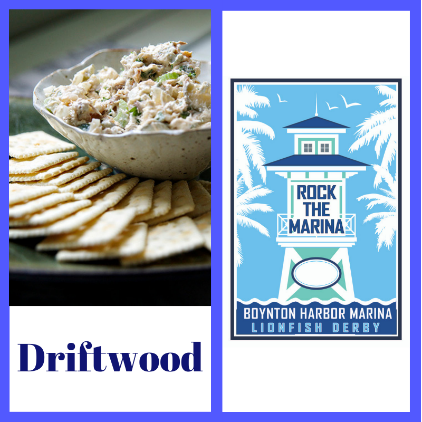 Driftwood
ROCK
THE
MARINA
BOYNTON HARBOR MARINA
LIONFISH DERBY